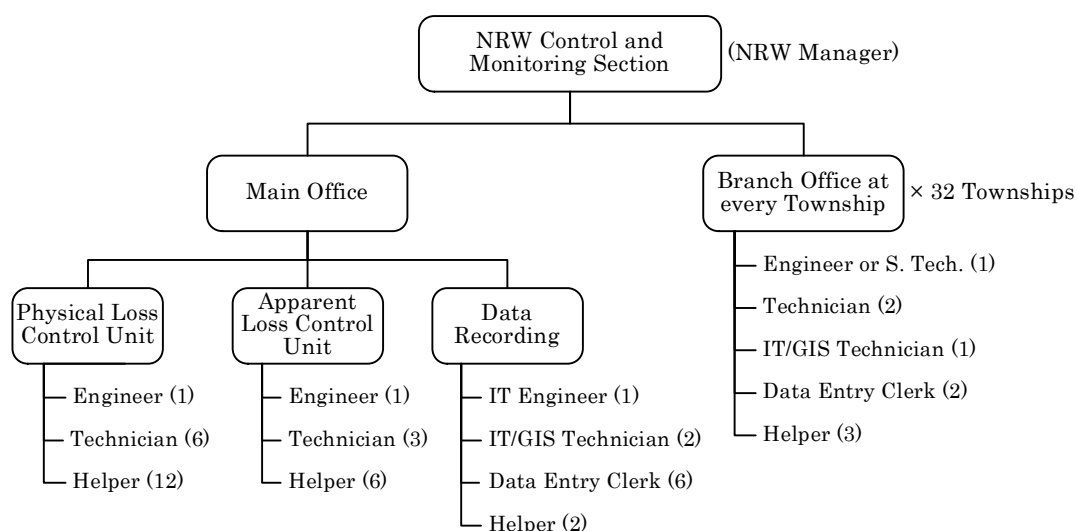 NRW Control and
Monitoring Section
(NRW Manager)
Main Office
Branch Office at
every Township
× 32 Townships
Physical Loss
Control Unit
Engineer (1)
Technician (6)
Helper (12)
Apparent
Loss Control
Unit
Engineer (1)
Technician (3)
Helper (6)
Data
Recording
IT Engineer (1)
IT/GIS Technician (2)
Data Entry Clerk (6)
Helper (2)
Engineer or S. Tech. (1)
Technician (2)
IT/GIS Technician (1)
Data Entry Clerk (2)
Helper (3)